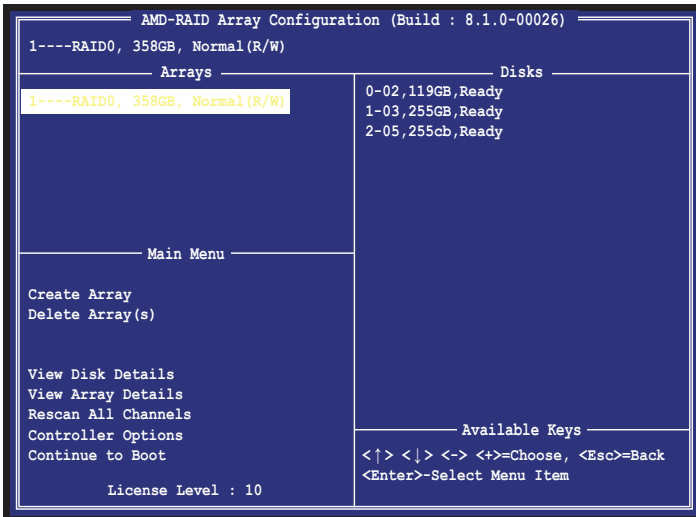 AMD-RAID Array Configuration (Build : 8.1.0-00026)
1----RAID0, 358GB, Normal(R/W)
Arrays
1----RAID0, 358GB, Normal(R/W)
Disks
0-02,119GB,Ready
1-03,255GB,Ready
2-05,255cb,Ready
Main Menu
Create Array
Delete Array(s)
View Disk Details
View Array Details
Rescan All Channels
Controller Options
Continue to Boot
License Level : 10
Available Keys
<↑> <↓> <-> <+>=Choose, <Esc>=Back
<Enter>-Select Menu Item